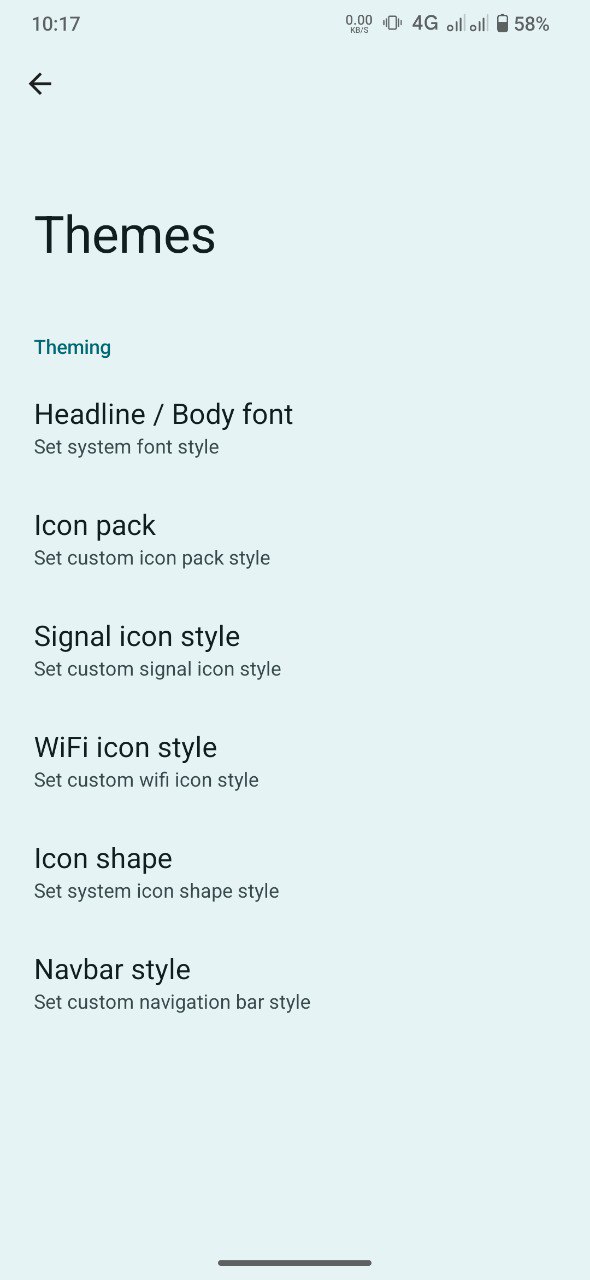 10:17 0.00 KB/S 4G 58%
Themes
Theming
Headline / Body font
Set system font style
Icon pack
Set custom icon pack style
Signal icon style
Set custom signal icon style
WiFi icon style
Set custom wifi icon style
Icon shape
Set system icon shape style
Navbar style
Set custom navigation bar style